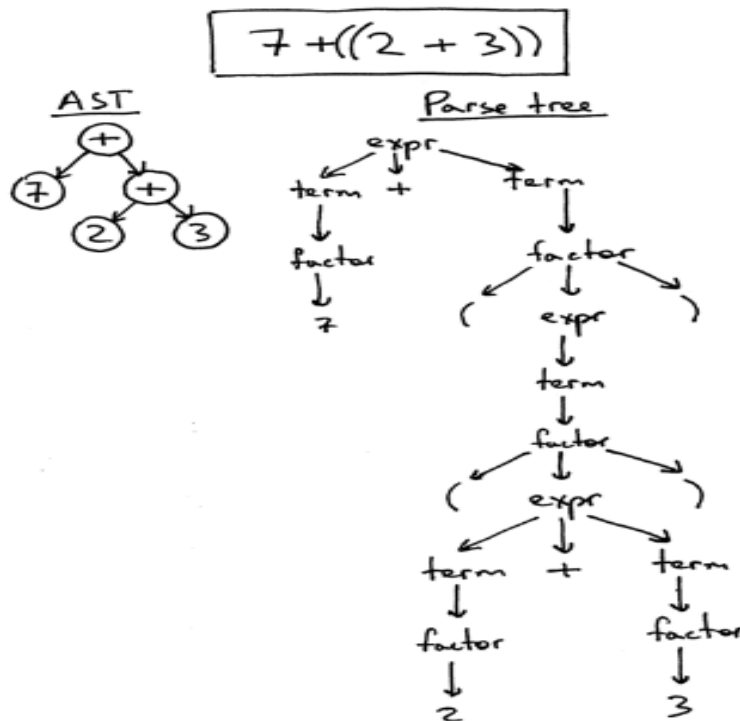 7 + ((2 + 3))
AST
+
7 +
2 3
Parse tree
expr
term + term
factor factor
7 ( expr )
term
factor
( expr )
term + term
factor factor
2 3